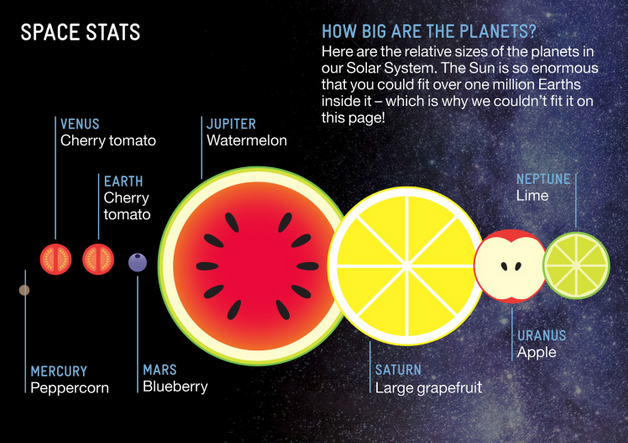 SPACE STATS
HOW BIG ARE THE PLANETS?
Here are the relative sizes of the planets in
our Solar System. The Sun is so enormous
that you could fit over one million Earths
inside it – which is why we couldn't fit it on
this page!
VENUS
Cherry tomato
JUPITER
Watermelon
EARTH
Cherry
tomato
NEPTUNE
Lime
MERCURY
Peppercorn
MARS
Blueberry
SATURN
Large grapefruit
URANUS
Apple